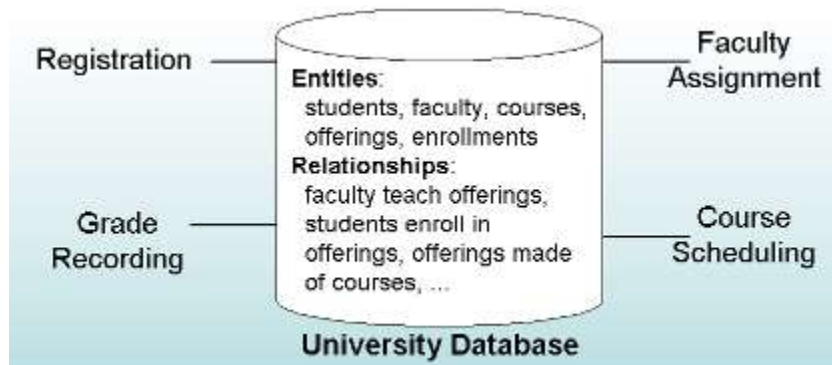 Registration
Faculty
Assignment
Entities:
students, faculty, courses,
offerings, enrollments
Relationships:
faculty teach offerings,
students enroll in
offerings, offerings made
of courses, ...
Grade
Recording
Course
Scheduling
University Database